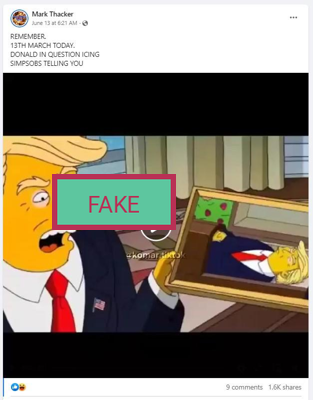 Mark Thacker
June 13 at 6:21 AM ·
REMEMBER.
13TH MARCH TODAY.
DONALD IN QUESTION ICING
SIMPSOBS TELLING YOU
FAKE
9 comments 1.6K shares